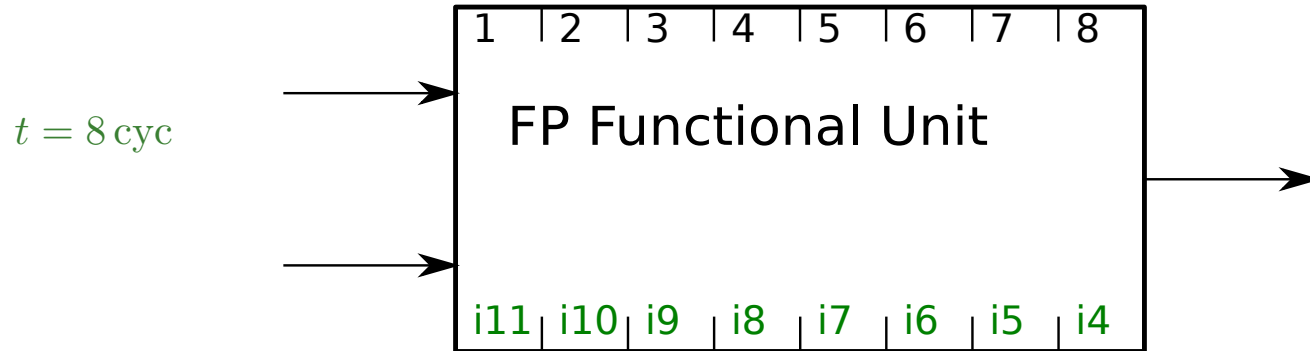 1 2 3 4 5 6 7 8
t = 8 cyc
FP Functional Unit
i11 i10 i9 i8 i7 i6 i5 i4